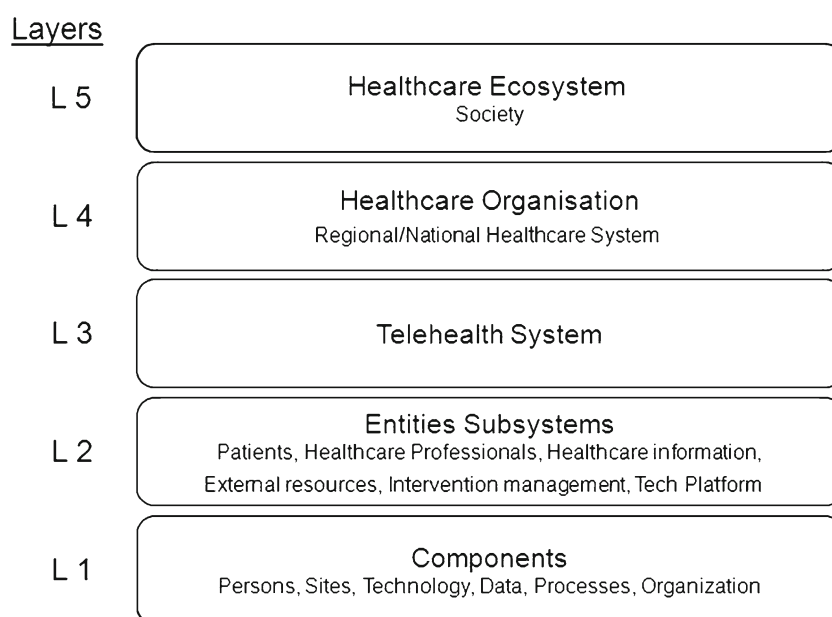 Layers
L 5
Healthcare Ecosystem
Society
L 4
Healthcare Organisation
Regional/National Healthcare System
L 3
Telehealth System
L 2
Entities Subsystems
Patients, Healthcare Professionals, Healthcare information,
External resources, Intervention management, Tech Platform
L 1
Components
Persons, Sites, Technology, Data, Processes, Organization